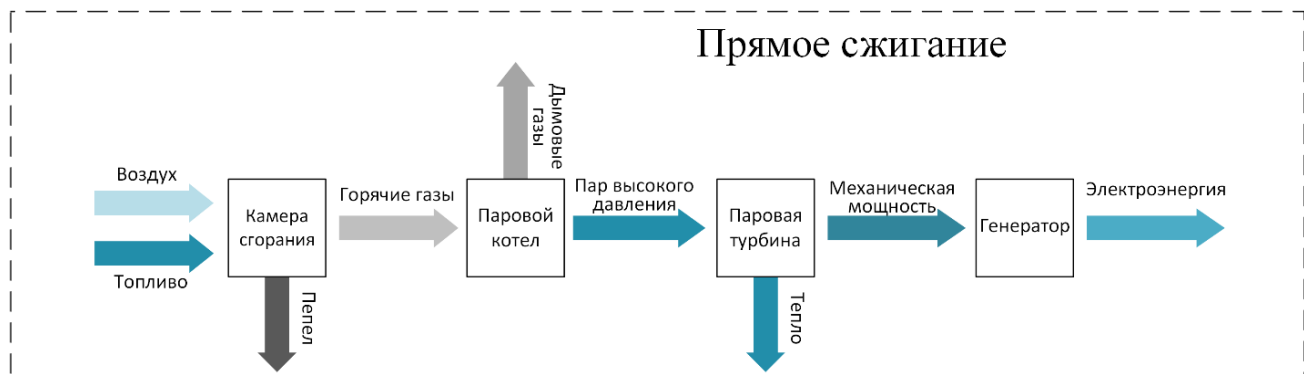 Прямое сжигание
Дымовые
газы
Воздух
Топливо
Камера
сгорания
Пепел
Горячие газы
Паровой
котел
Пар высокого
давления
Паровая
турбина
Тепло
Механическая
мощность
Генератор
Электроэнергия